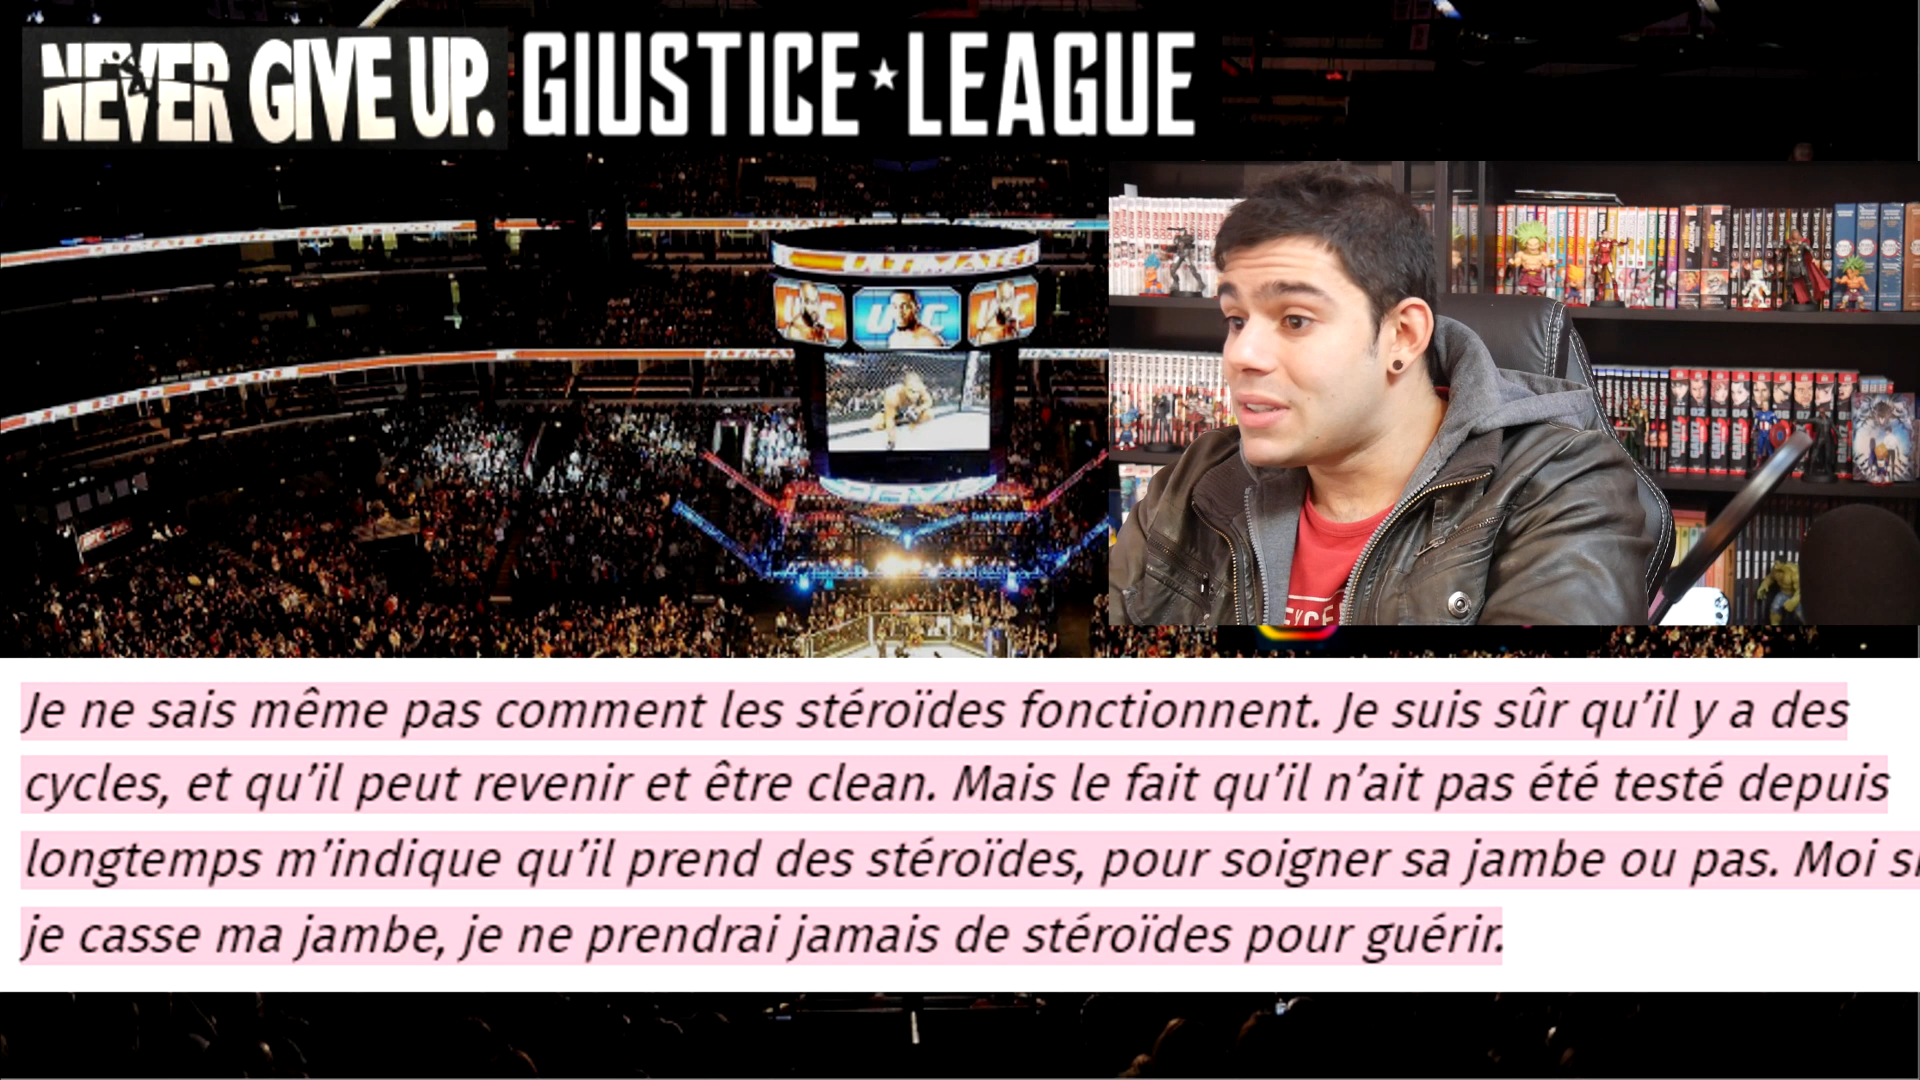 NEVER GIVE UP. GIUSTICE★LEAGUE
UFC
Je ne sais même pas comment les stéroïdes fonctionnent. Je suis sûr qu’il y a des
cycles, et qu’il peut revenir et être clean. Mais le fait qu’il n’ait pas été testé depuis
longtemps m’indique qu’il prend des stéroïdes, pour soigner sa jambe ou pas. Moi si
je casse ma jambe, je ne prendrai jamais de stéroïdes pour guérir.